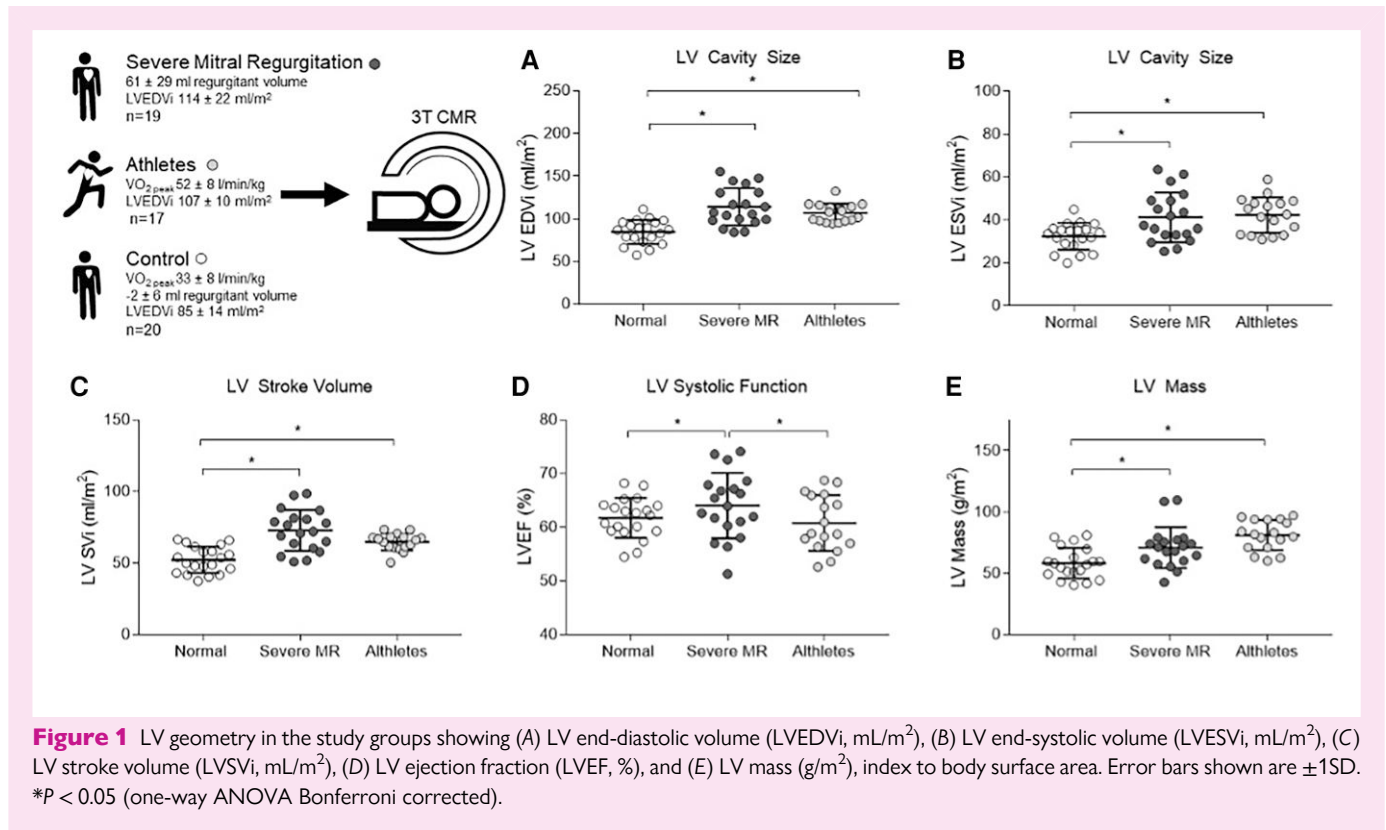 Severe Mitral Regurgitation
61 ± 29 ml regurgitant volume
LVEDVi 114 ± 22 ml/m²
n=19
Athletes
VO₂ peak 52 ± 8 l/min/kg
LVEDVi 107 ± 10 ml/m²
n=17
Control
VO₂ peak 33 ± 8 l/min/kg
-2 ± 6 ml regurgitant volume
LVEDVi 85 ± 14 ml/m²
n=20
3T CMR
A
LV Cavity Size
LV EDVi (ml/m²)
250
200
150
100
50
0
*
*
Normal Severe MR Althletes
B
LV Cavity Size
LV ESVi (ml/m²)
100
80
60
40
20
0
*
*
Normal Severe MR Althletes
C
LV Stroke Volume
LV SVi (ml/m²)
150
100
50
0
*
*
Normal Severe MR Althletes
D
LV Systolic Function
LVEF (%)
80
70
60
50
40
* *
Normal Severe MR Althletes
E
LV Mass
LV Mass (g/m²)
150
100
50
0
*
*
Normal Severe MR Althletes
Figure 1 LV geometry in the study groups showing (A) LV end-diastolic volume (LVEDVi, mL/m²), (B) LV end-systolic volume (LVESVi, mL/m²), (C)
LV stroke volume (LVSVi, mL/m²), (D) LV ejection fraction (LVEF, %), and (E) LV mass (g/m²), index to body surface area. Error bars shown are ±1SD.
*P < 0.05 (one-way ANOVA Bonferroni corrected).